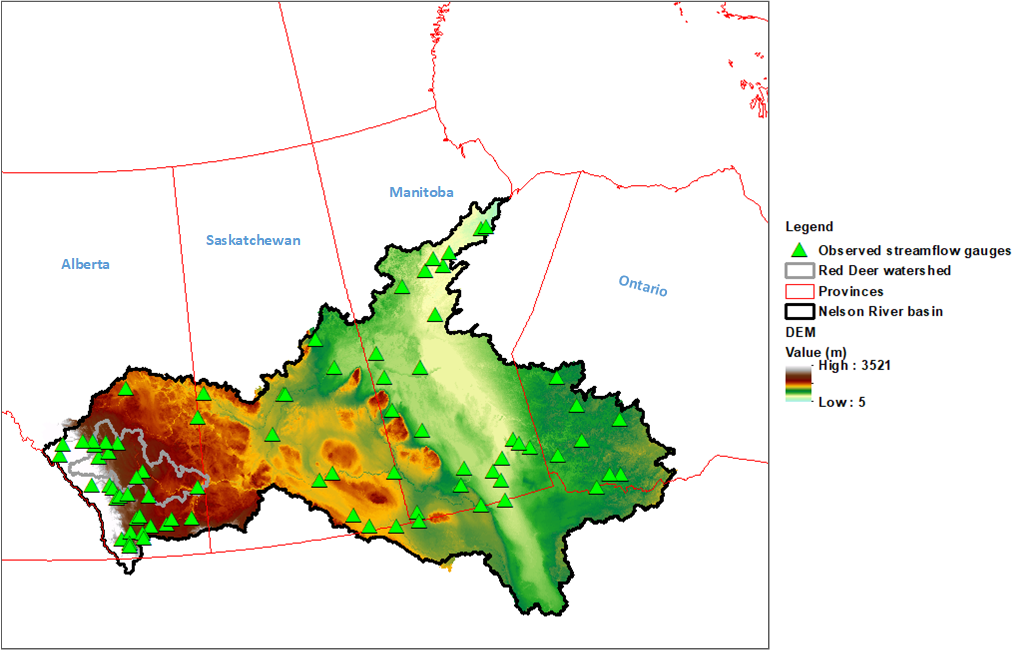 Manitoba
Saskatchewan
Alberta
Ontario
Legend
Observed streamflow gauges
Red Deer watershed
Provinces
Nelson River basin
DEM
Value (m)
High : 3521
Low : 5